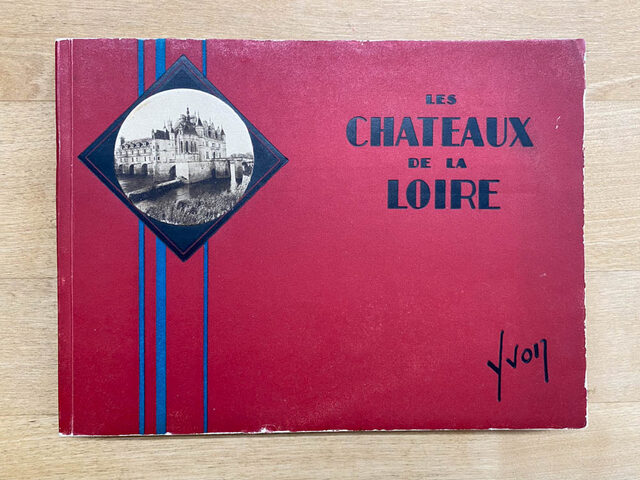 LES
CHATEAUX
DE LA
LOIRE
Yvon